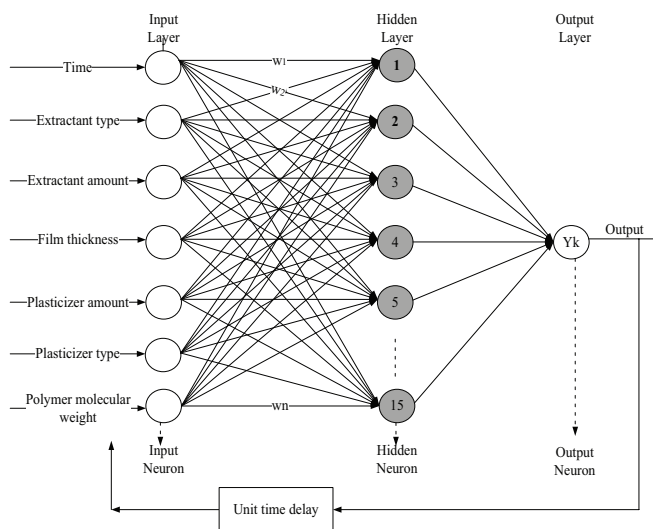 Input
Layer
Hidden
Layer
Output
Layer
Time
w1
1
w2
Extractant type
2
Extractant amount
3
Film thickness
4
Yk
Output
Plasticizer amount
5
Plasticizer type
Polymer molecular
weight
wn
15
Input
Neuron
Hidden
Neuron
Output
Neuron
Unit time delay